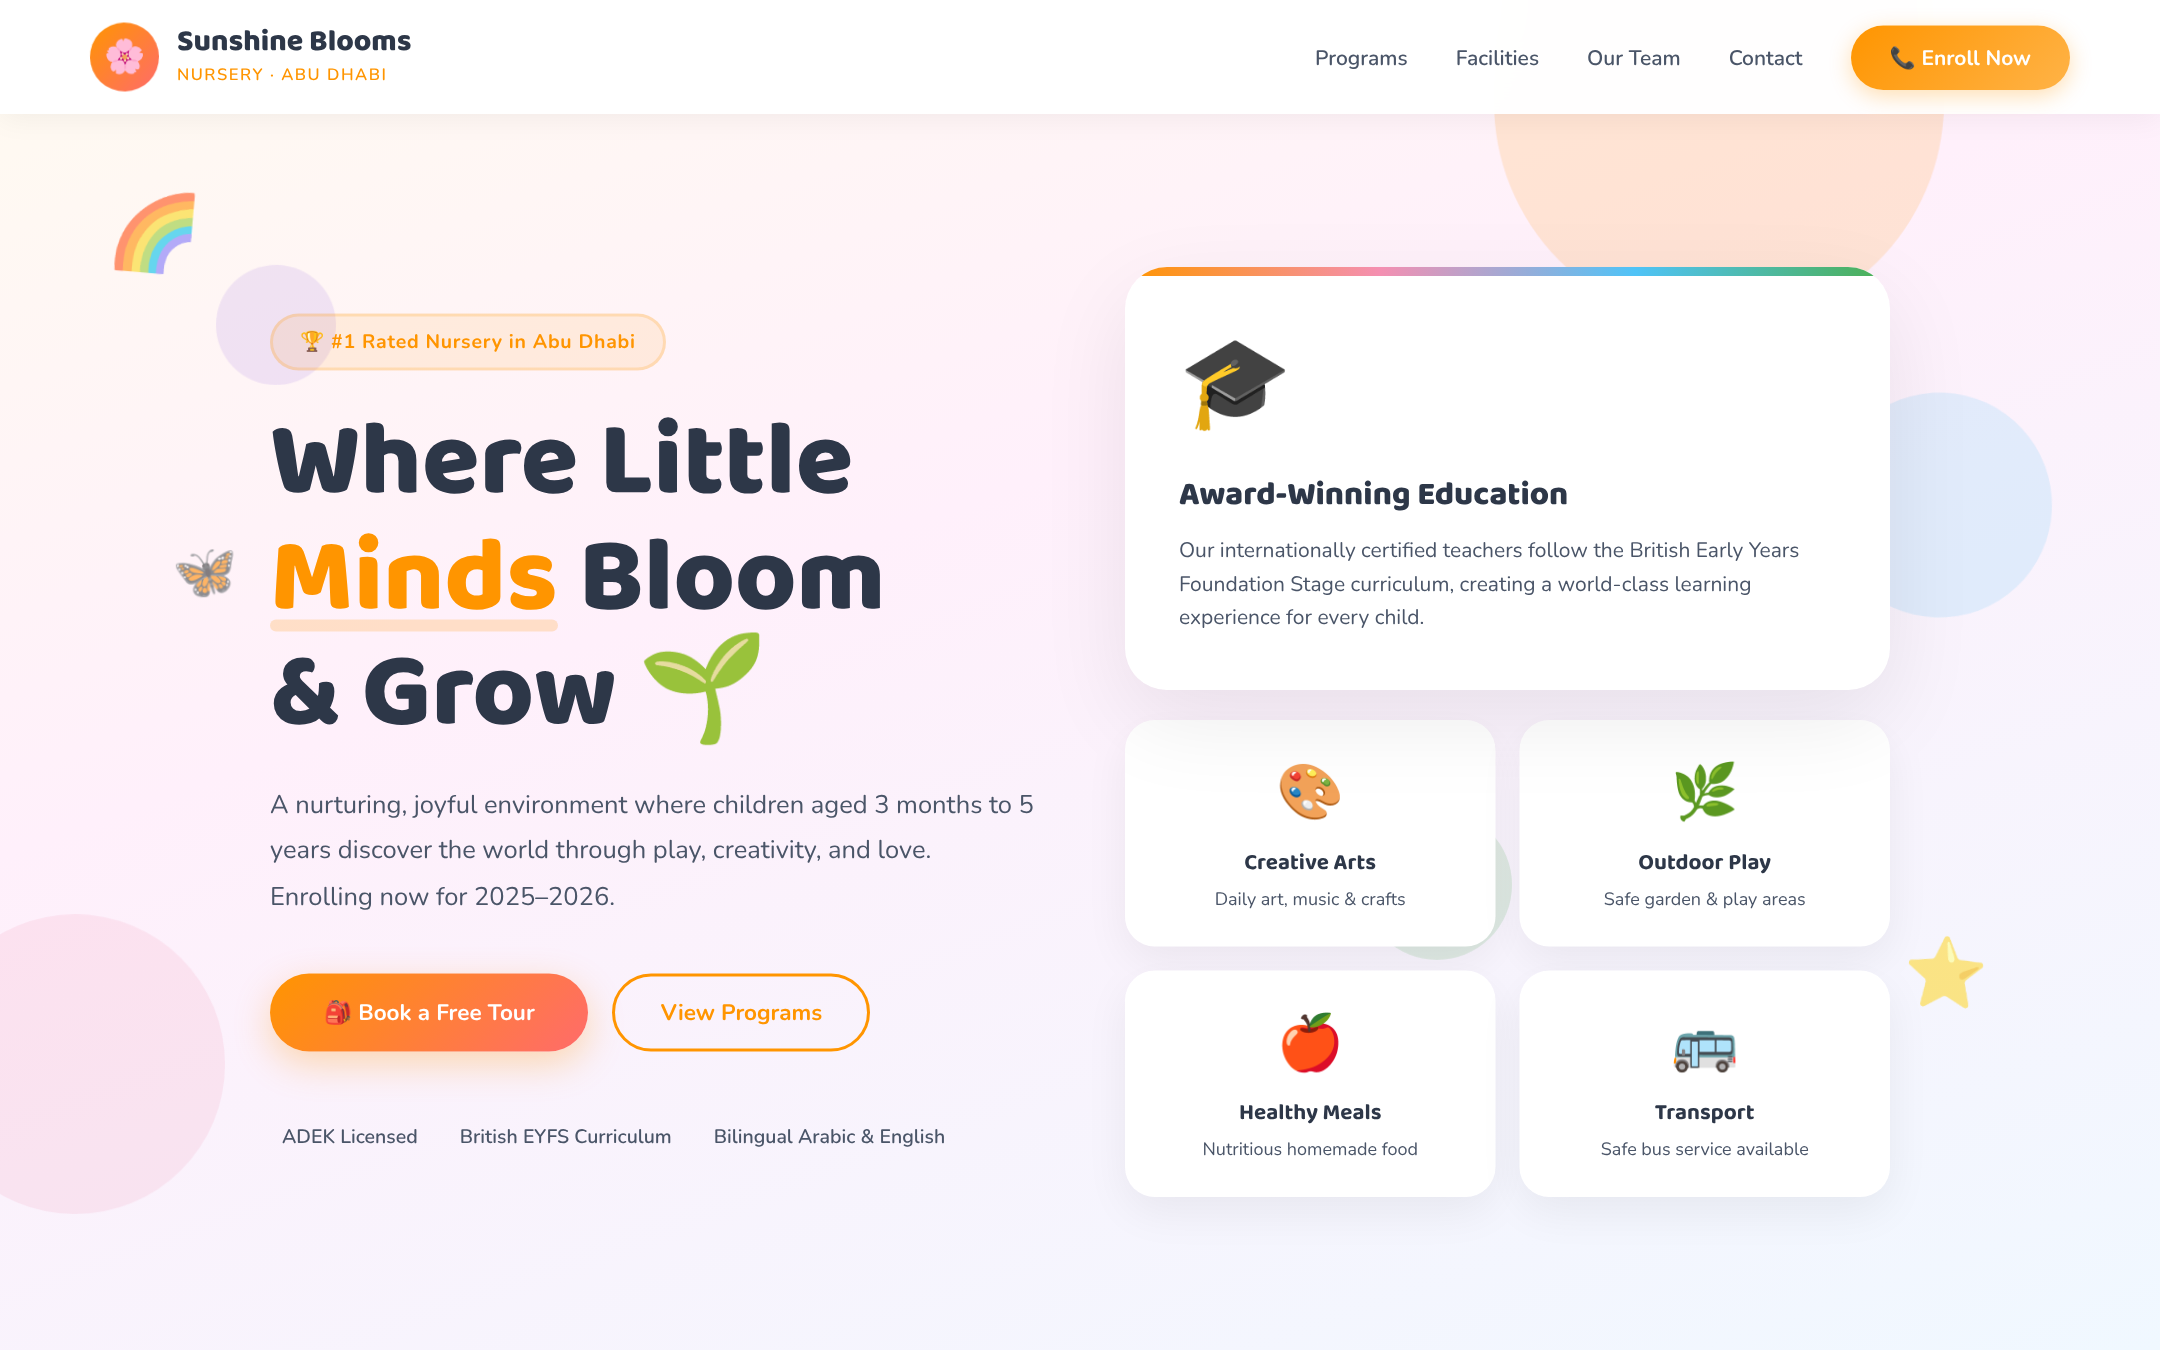 Sunshine Blooms
NURSERY · ABU DHABI
Programs
Facilities
Our Team
Contact
📞 Enroll Now
🏆 #1 Rated Nursery in Abu Dhabi
Where Little
Minds Bloom
& Grow 🌱
A nurturing, joyful environment where children aged 3 months to 5
years discover the world through play, creativity, and love.
Enrolling now for 2025–2026.
🎒 Book a Free Tour
View Programs
ADEK Licensed
British EYFS Curriculum
Bilingual Arabic & English
Award-Winning Education
Our internationally certified teachers follow the British Early Years
Foundation Stage curriculum, creating a world-class learning
experience for every child.
Creative Arts
Daily art, music & crafts
Outdoor Play
Safe garden & play areas
Healthy Meals
Nutritious homemade food
Transport
Safe bus service available